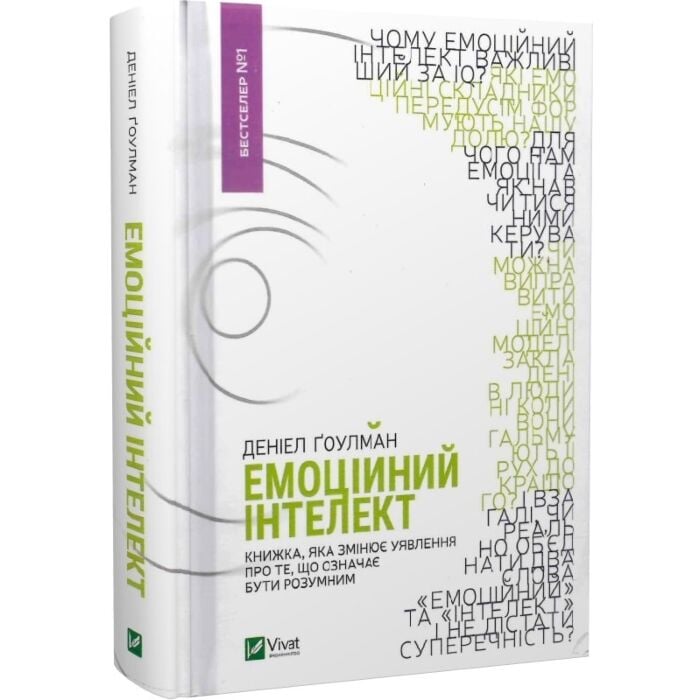 ДЕНІЕЛ ҐОУЛМАН
ЕМОЦІЙНИЙ ІНТЕЛЕКТ
Vivat
БЕСТСЕЛЕР №1
ЧОМУ ЕМОЦІЙНИЙ
ІНТЕЛЕКТ ВАЖЛИВІ
ШИЙ ЗА IQ? ЯКІ ЕМО
ЦІЙНІ СКЛАДНИКИ
ПЕРЕДУСІМ ФОР
МУЮТЬ НАШУ
ДОЛЮ? ДЛЯ
ЧОГО НАМ
ЕМОЦІЇ ТА
ЯК НАВ
ЧИТИСЯ
НИМИ
КЕРУВА
ТИ? ЧИ
МОЖНА
ВИПРА
ВИТИ
ЕМО
ЦІЙНІ
МОДЕЛІ
ЗАКЛА
ДЕНІ
В ЛЮДИ
НІ КОЛИ
ВОНИ
ГАЛЬМУ
ЮТЬ ЇЇ
РУХ ДО
КРАЩО
ГО? І ВЗА
ГАЛІ, ЧИ
РЕАЛЬ
НО ОБ'ЄД
НАТИ ДВА
СЛОВА
«ЕМОЦІЙНИЙ»
ТА «ІНТЕЛЕКТ»
І НЕ ДІСТАТИ
СУПЕРЕЧНІСТЬ?
ДЕНІЕЛ ҐОУЛМАН
ЕМОЦІЙНИЙ
ІНТЕЛЕКТ
КНИЖКА, ЯКА ЗМІНЮЄ УЯВЛЕННЯ
ПРО ТЕ, ЩО ОЗНАЧАЄ
БУТИ РОЗУМНИМ
Vivat
ВИДАВНИЦТВО